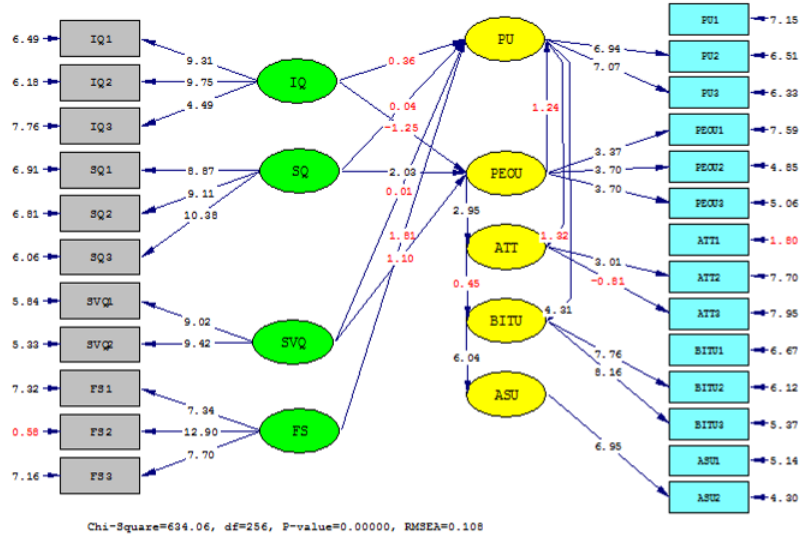 6.49 IQ1 9.31 IQ 0.36 PU PU1 7.15
6.18 IQ2 9.75 6.94 PU2 6.51
7.76 IQ3 4.49 0.04 7.07 PU3 6.33
-1.25 1.24 PEOU1 7.59
6.91 SQ1 8.87 SQ 2.03 PEOU 3.37 PEOU2 4.85
6.81 SQ2 9.11 0.01 3.70 PEOU3 5.06
6.06 SQ3 10.38 2.95 3.70
1.81 ATT 1.32 ATT1 1.80
1.10 3.01 ATT2 7.70
5.84 SVQ1 9.02 0.45 -0.81 ATT3 7.95
5.33 SVQ2 9.42 SVQ BITU 4.31 BITU1 6.67
6.04 7.76 BITU2 6.12
7.32 FS1 7.34 ASU 8.16 BITU3 5.37
0.58 FS2 12.90 FS 6.95 ASU1 5.14
7.16 FS3 7.70 ASU2 4.30
Chi-Square=634.06, df=256, P-value=0.00000, RMSEA=0.108